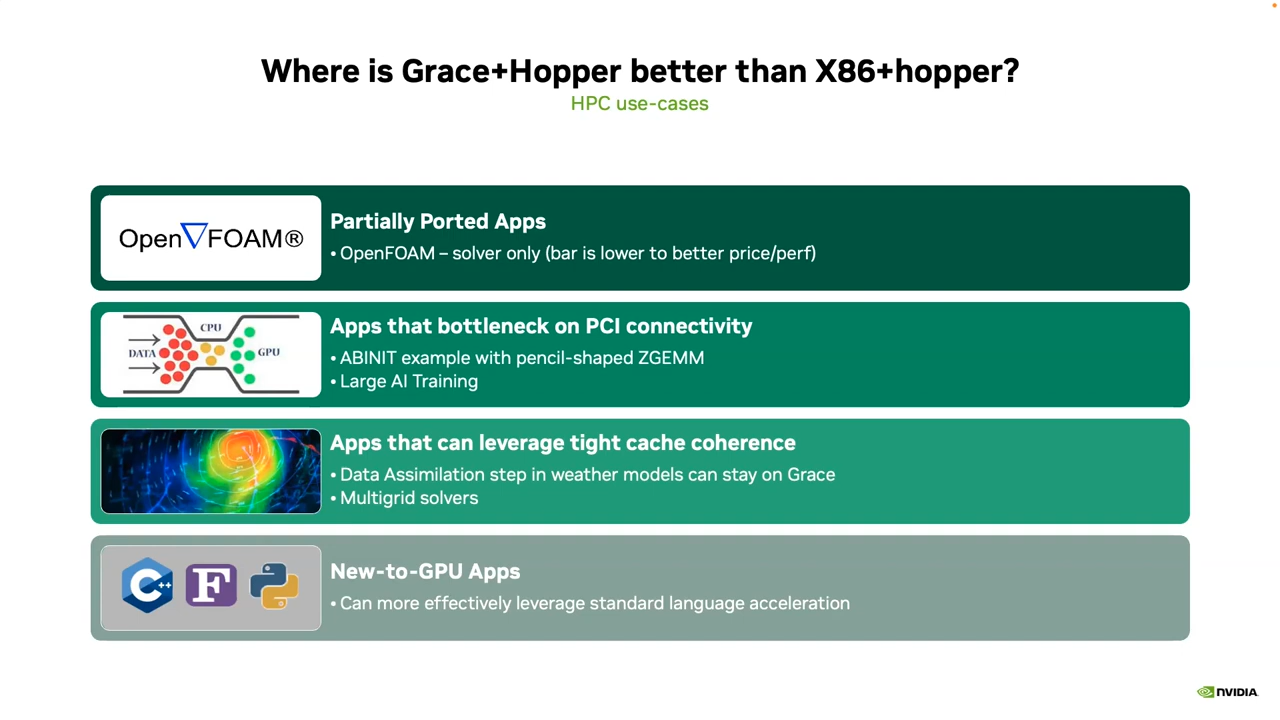 Where is Grace+Hopper better than X86+hopper?
HPC use-cases
Open∇FOAM®
Partially Ported Apps
• OpenFOAM – solver only (bar is lower to better price/perf)
CPU
DATA
GPU
Apps that bottleneck on PCI connectivity
• ABINIT example with pencil-shaped ZGEMM
• Large AI Training
Apps that can leverage tight cache coherence
• Data Assimilation step in weather models can stay on Grace
• Multigrid solvers
C++
F
New-to-GPU Apps
• Can more effectively leverage standard language acceleration
NVIDIA.